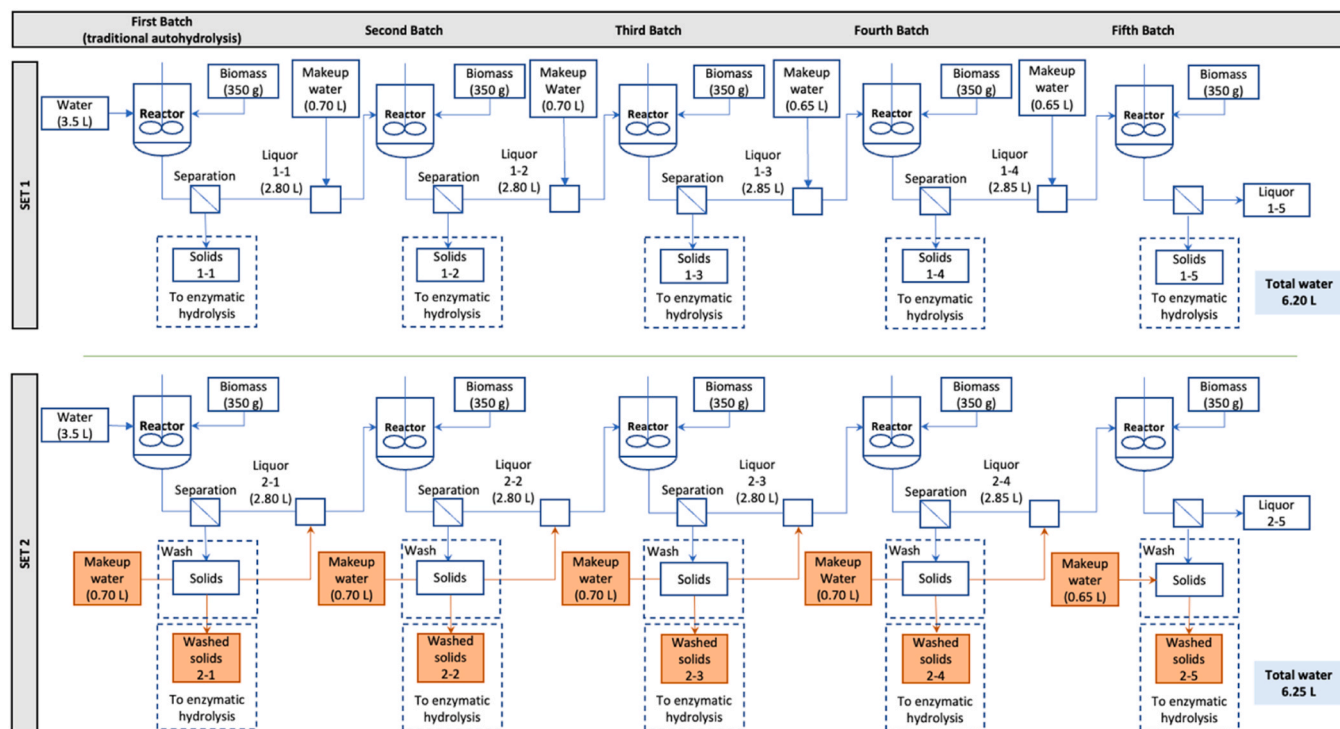 First Batch
(traditional autohydrolysis)
Second Batch
Third Batch
Fourth Batch
Fifth Batch
SET 1
Water
(3.5 L)
Reactor
Biomass
(350 g)
Makeup
water
(0.70 L)
Reactor
Biomass
(350 g)
Makeup
Water
(0.70 L)
Reactor
Biomass
(350 g)
Makeup
water
(0.65 L)
Reactor
Biomass
(350 g)
Makeup
water
(0.65 L)
Reactor
Biomass
(350 g)
Separation
Liquor
1-1
(2.80 L)
Separation
Liquor
1-2
(2.80 L)
Separation
Liquor
1-3
(2.85 L)
Separation
Liquor
1-4
(2.85 L)
Separation
Liquor
1-5
Solids
1-1
To enzymatic
hydrolysis
Solids
1-2
To enzymatic
hydrolysis
Solids
1-3
To enzymatic
hydrolysis
Solids
1-4
To enzymatic
hydrolysis
Solids
1-5
To enzymatic
hydrolysis
Total water
6.20 L
SET 2
Water
(3.5 L)
Reactor
Biomass
(350 g)
Reactor
Biomass
(350 g)
Reactor
Biomass
(350 g)
Reactor
Biomass
(350 g)
Reactor
Biomass
(350 g)
Separation
Liquor
2-1
(2.80 L)
Separation
Liquor
2-2
(2.80 L)
Separation
Liquor
2-3
(2.80 L)
Separation
Liquor
2-4
(2.85 L)
Separation
Liquor
2-5
Makeup
water
(0.70 L)
Wash
Solids
Makeup
water
(0.70 L)
Wash
Solids
Makeup
water
(0.70 L)
Wash
Solids
Makeup
Water
(0.70 L)
Wash
Solids
Makeup
water
(0.65 L)
Wash
Solids
Washed
solids
2-1
To enzymatic
hydrolysis
Washed
solids
2-2
To enzymatic
hydrolysis
Washed
solids
2-3
To enzymatic
hydrolysis
Washed
solids
2-4
To enzymatic
hydrolysis
Washed
solids
2-5
To enzymatic
hydrolysis
Total water
6.25 L